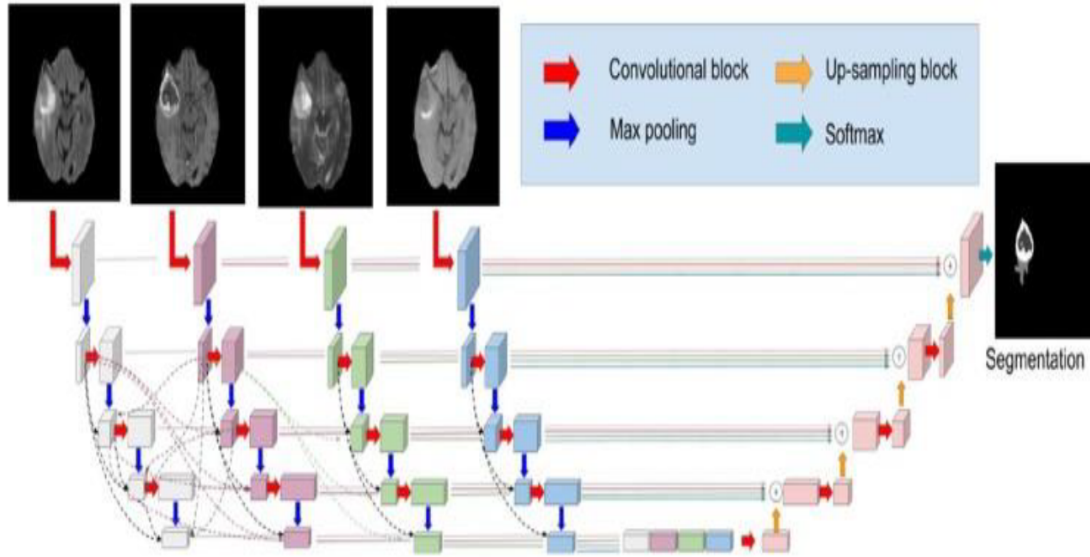 Convolutional block
Up-sampling block
Max pooling
Softmax
Segmentation